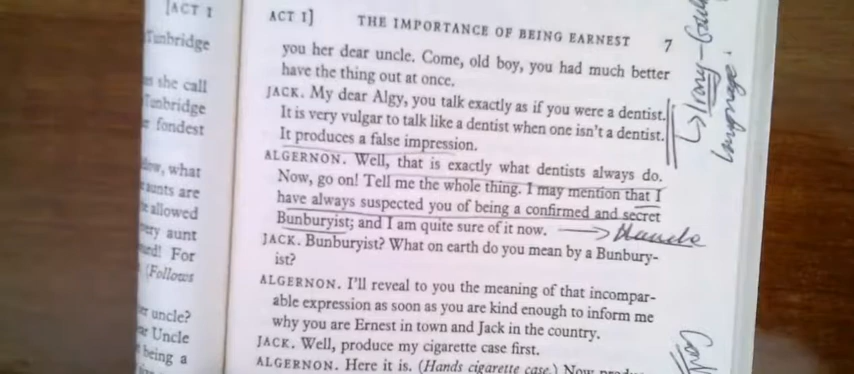 [ACT I
Tunbridge
she call
Tunbridge
fondest
what
aunts are
allowed
aunt
For
(Follows
uncle?
Uncle
being a
ACT I] THE IMPORTANCE OF BEING EARNEST 7
you her dear uncle. Come, old boy, you had much better
have the thing out at once.
JACK. My dear Algy, you talk exactly as if you were a dentist.
It is very vulgar to talk like a dentist when one isn't a dentist.
It produces a false impression.
ALGERNON. Well, that is exactly what dentists always do.
Now, go on! Tell me the whole thing. I may mention that I
have always suspected you of being a confirmed and secret
Bunburyist; and I am quite sure of it now.
JACK. Bunburyist? What on earth do you mean by a Bunbury-
ist?
ALGERNON. I'll reveal to you the meaning of that incompar-
able expression as soon as you are kind enough to inform me
why you are Ernest in town and Jack in the country.
JACK. Well, produce my cigarette case first.
ALGERNON. Here it is. (Hands cigarette case.) Now
Irony
language.